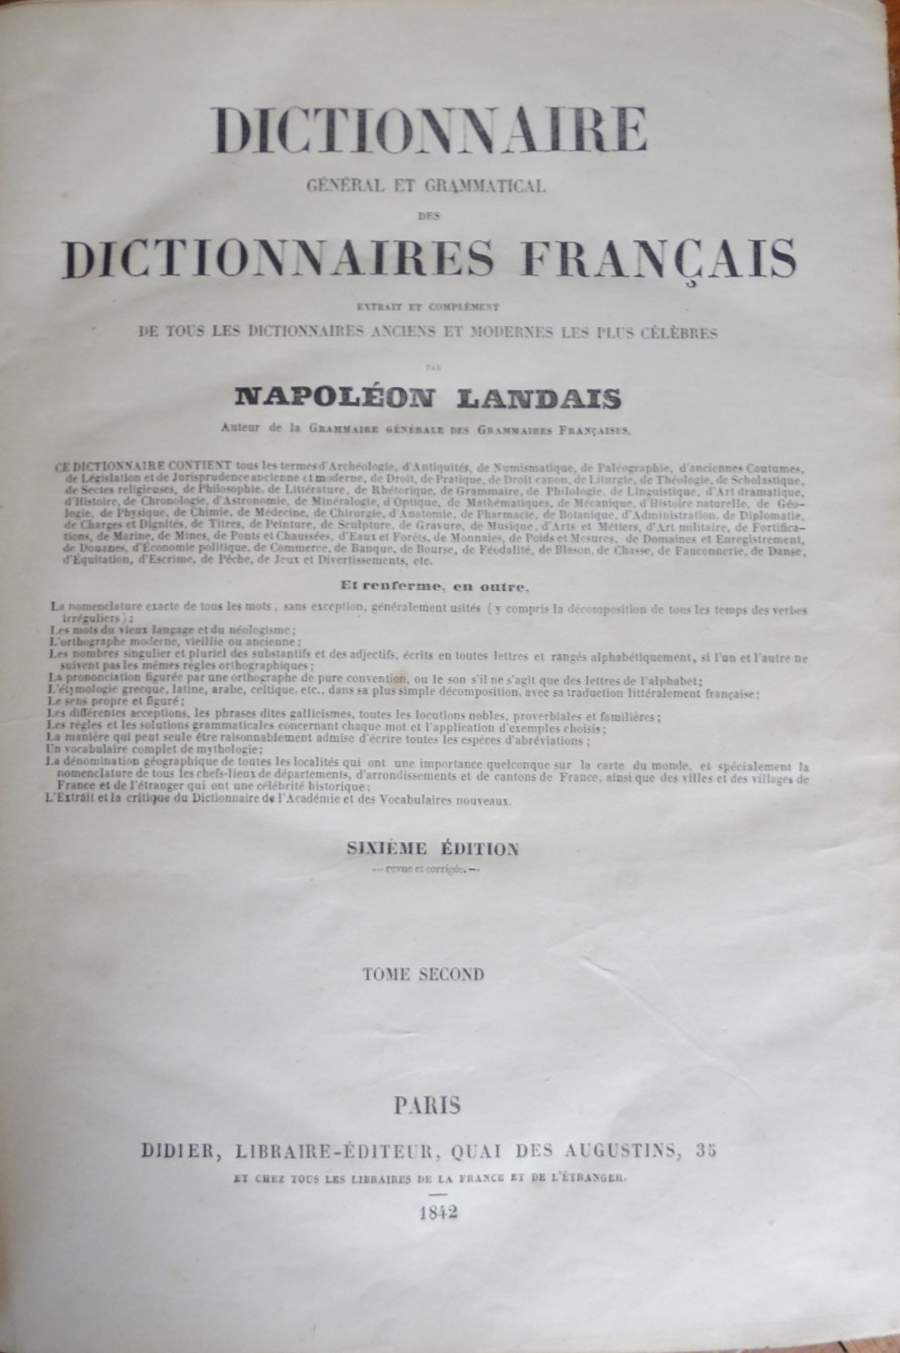 DICTIONNAIRE
GÉNÉRAL ET GRAMMATICAL
DES
DICTIONNAIRES FRANÇAIS
EXTRAIT ET COMPLÉMENT
DE TOUS LES DICTIONNAIRES ANCIENS ET MODERNES LES PLUS CÉLÈBRES
PAR
NAPOLÉON LANDAIS
Auteur de la GRAMMAIRE GÉNÉRALE DES GRAMMAIRES FRANÇAISES.
CE DICTIONNAIRE CONTIENT tous les termes d'Archéologie, d'Antiquités, de Numismatique, de Paléographie, d'anciennes Coutumes,
de Législation et de Jurisprudence ancienne et moderne, de Droit, de Pratique, de Droit canon, de Liturgie, de Théologie, de Scholastique,
de Sectes religieuses, de Philosophie, de Littérature, de Rhétorique, de Grammaire, de Philologie, de Linguistique, d'Art dramatique,
d'Histoire, de Chronologie, d'Astronomie, de Minéralogie, d'Optique, de Mathématiques, de Mécanique, d'Histoire naturelle, de Géo-
logie, de Physique, de Chimie, de Médecine, de Chirurgie, d'Anatomie, de Pharmacie, de Botanique, d'Administration, de Diplomatie,
de Charges et Dignités, de Titres, de Peinture, de Sculpture, de Gravure, de Musique, d'Arts et Métiers, d'Art militaire, de Fortifica-
tions, de Marine, de Mines, de Ponts et Chaussées, d'Eaux et Forêts, de Monnaies, de Poids et Mesures, de Domaines et Enregistrement,
de Douanes, d'Économie politique, de Commerce, de Banque, de Bourse, de Féodalité, de Blason, de Chasse, de Fauconnerie, de Danse,
d'Équitation, d'Escrime, de Pêche, de Jeux et Divertissements, etc.
Et renferme, en outre,
La nomenclature exacte de tous les mots, sans exception, généralement usités (y compris la décomposition de tous les temps des verbes
irréguliers);
Les mots du vieux langage et du néologisme;
L'orthographe moderne, vieillie ou ancienne;
Les nombres singulier et pluriel des substantifs et des adjectifs, écrits en toutes lettres et rangés alphabétiquement, si l'un et l'autre ne
suivent pas les mêmes règles orthographiques;
La prononciation figurée par une orthographe de pure convention, ou le son s'il ne s'agit que des lettres de l'alphabet;
L'étymologie grecque, latine, arabe, celtique, etc., dans sa plus simple décomposition, avec sa traduction littéralement française;
Le sens propre et figuré;
Les différentes acceptions, les phrases dites gallicismes, toutes les locutions nobles, proverbiales et familières;
Les règles et les solutions grammaticales concernant chaque mot et l'application d'exemples choisis;
La manière qui peut seule être raisonnablement admise d'écrire toutes les espèces d'abréviations;
Un vocabulaire complet de mythologie;
La dénomination géographique de toutes les localités qui ont une importance quelconque sur la carte du monde, et spécialement la
nomenclature de tous les chefs-lieux de départements, d'arrondissements et de cantons de France, ainsi que des villes et des villages de
France et de l'étranger qui ont une célébrité historique;
L'Extrait et la critique du Dictionnaire de l'Académie et des Vocabulaires nouveaux.
SIXIÈME ÉDITION
— revue et corrigée. —
TOME SECOND
PARIS
DIDIER, LIBRAIRE-ÉDITEUR, QUAI DES AUGUSTINS, 35
ET CHEZ TOUS LES LIBRAIRES DE LA FRANCE ET DE L'ÉTRANGER.
1842